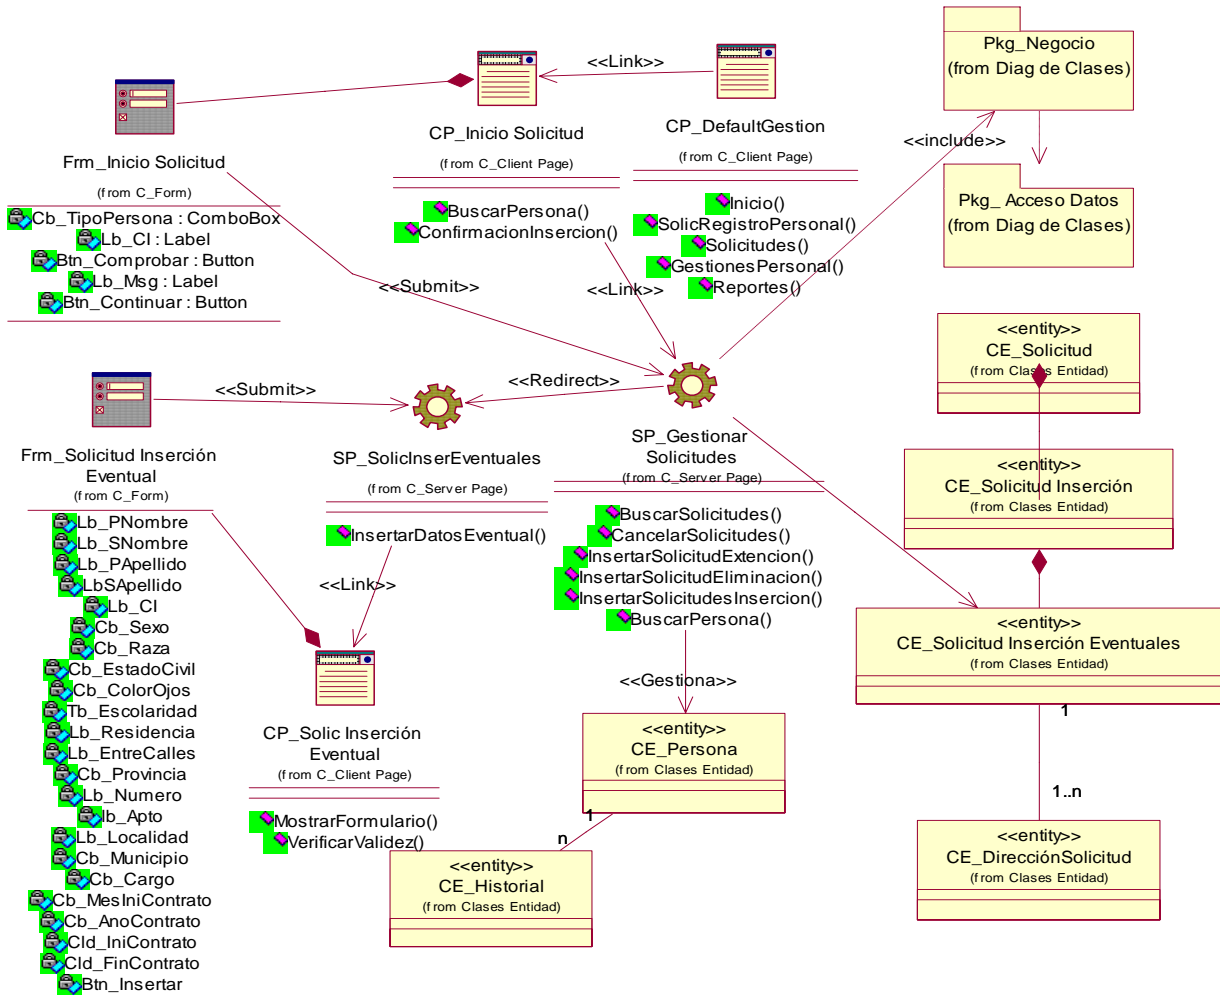 Pkg_Negocio
(from Diag de Clases)
<<Link>>
CP_Inicio Solicitud
(from C_Client Page)
BuscarPersona()
ConfirmacionInsercion()
CP_DefaultGestion
(from C_Client Page)
Inicio()
SolicRegistroPersonal()
Solicitudes()
GestionesPersonal()
Reportes()
<<include>>
Pkg_ Acceso Datos
(from Diag de Clases)
Frm_Inicio Solicitud
(from C_Form)
Cb_TipoPersona : ComboBox
Lb_CI : Label
Btn_Comprobar : Button
Lb_Msg : Label
Btn_Continuar : Button
<<Submit>>
<<Link>>
<<entity>>
CE_Solicitud
(from Clases Entidad)
<<Submit>>
<<Redirect>>
Frm_Solicitud Inserción
Eventual
(from C_Form)
Lb_PNombre
Lb_SNombre
Lb_PApellido
LbSApellido
Lb_CI
Cb_Sexo
Cb_Raza
Cb_EstadoCivil
Cb_ColorOjos
Tb_Escolaridad
Lb_Residencia
Lb_EntreCalles
Cb_Provincia
Lb_Numero
lb_Apto
Lb_Localidad
Cb_Municipio
Cb_Cargo
Cb_MesIniContrato
Cb_AnoContrato
Cld_IniContrato
Cld_FinContrato
Btn_Insertar
SP_SolicInserEventuales
(from C_Server Page)
InsertarDatosEventual()
<<Link>>
SP_Gestionar
Solicitudes
(from C_Server Page)
BuscarSolicitudes()
CancelarSolicitudes()
InsertarSolicitudExtencion()
InsertarSolicitudEliminacion()
InsertarSolicitudesInsercion()
BuscarPersona()
<<entity>>
CE_Solicitud Inserción
(from Clases Entidad)
<<entity>>
CE_Solicitud Inserción Eventuales
(from Clases Entidad)
1
1..n
<<Gestiona>>
CP_Solic Inserción
Eventual
(from C_Client Page)
MostrarFormulario()
VerificarValidez()
<<entity>>
CE_Persona
(from Clases Entidad)
1
n
<<entity>>
CE_Historial
(from Clases Entidad)
<<entity>>
CE_DirecciónSolicitud
(from Clases Entidad)